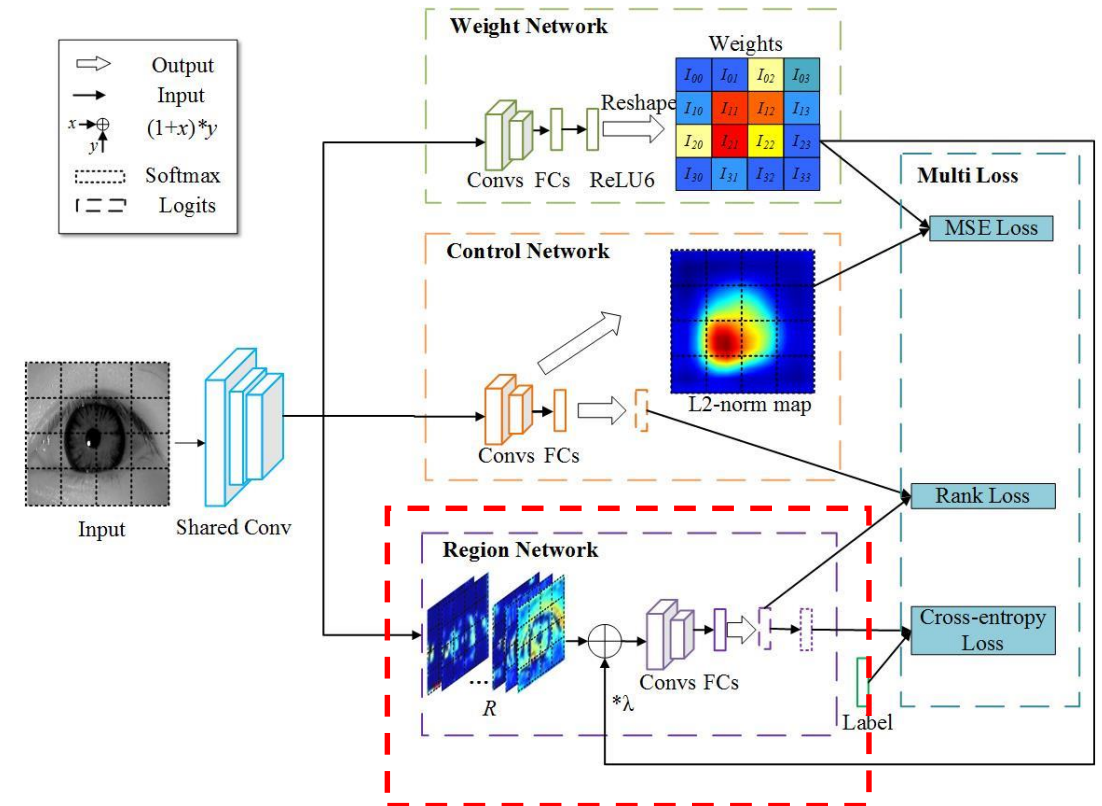 Output
Input
x
y
(1+x)*y
Softmax
Logits
Weight Network
Weights
Reshape
I00 I01 I02 I03
I10 I11 I12 I13
I20 I21 I22 I23
I30 I31 I32 I33
Convs FCs ReLU6
Control Network
L2-norm map
Convs FCs
Input
Shared Conv
Region Network
...
R
*λ
Convs FCs
Label
Multi Loss
MSE Loss
Rank Loss
Cross-entropy
Loss